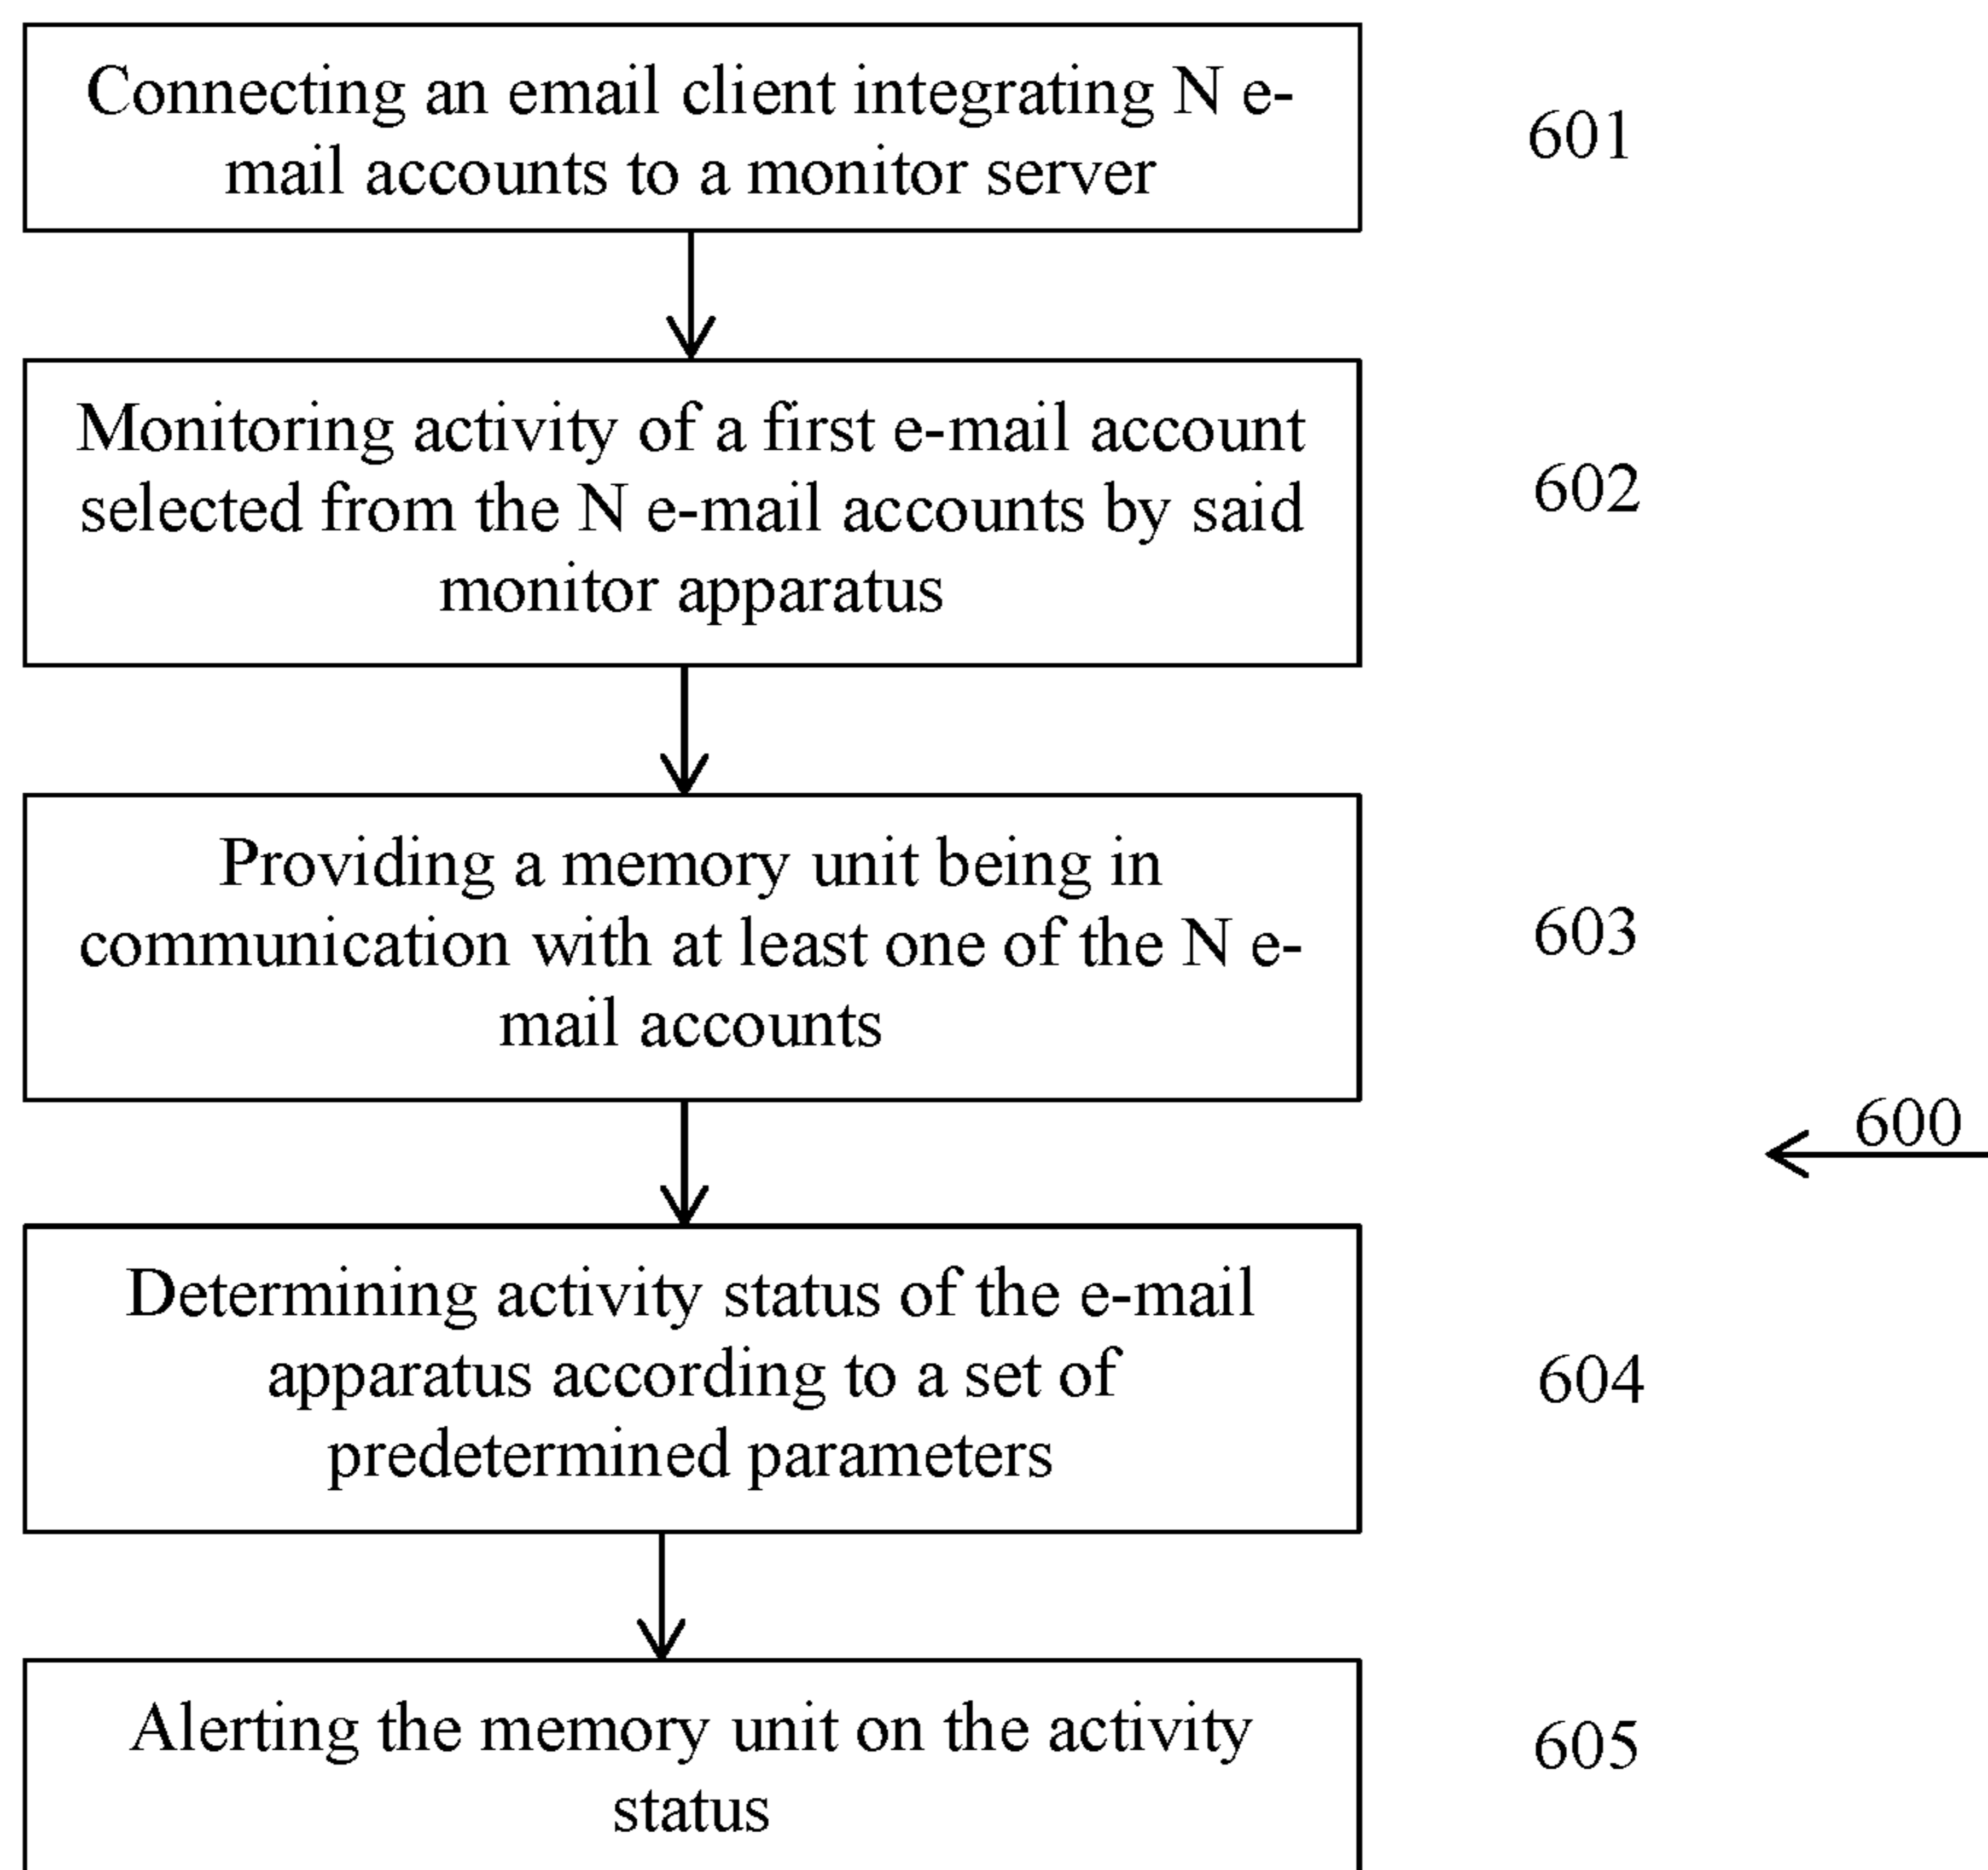 Connecting an email client integrating N e-
mail accounts to a monitor server
601
Monitoring activity of a first e-mail account
selected from the N e-mail accounts by said
monitor apparatus
602
Providing a memory unit being in
communication with at least one of the N e-
mail accounts
603
600
Determining activity status of the e-mail
apparatus according to a set of
predetermined parameters
604
Alerting the memory unit on the activity
status
605